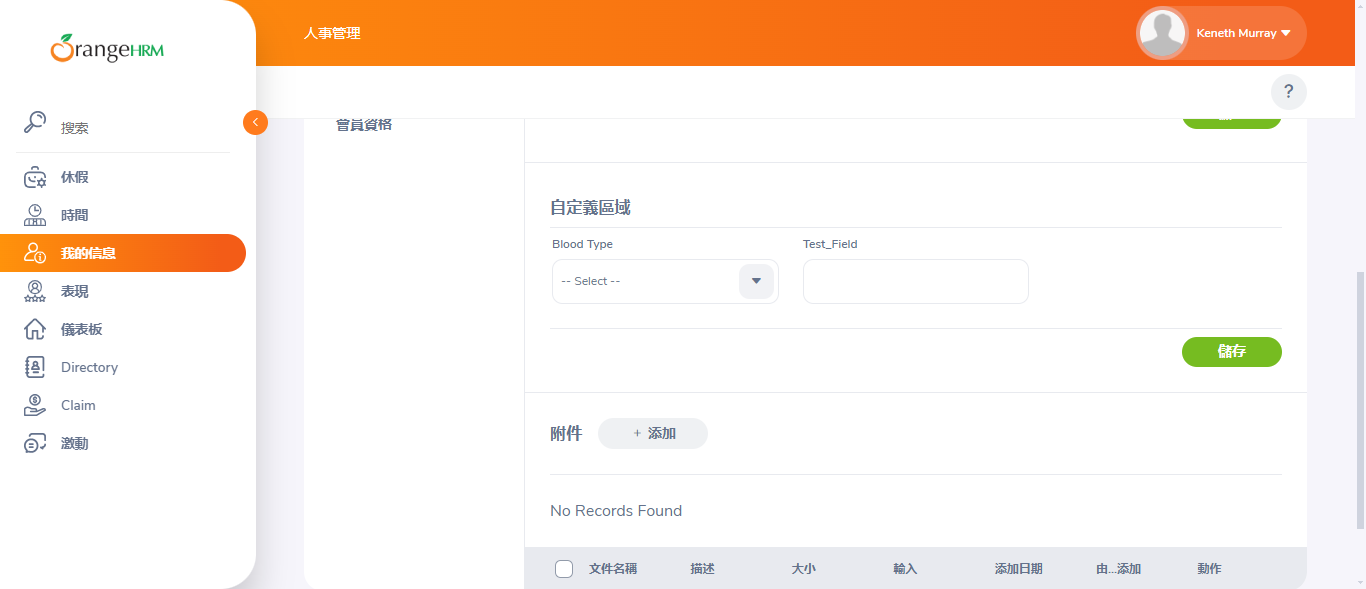 OrangeHRM
人事管理
Keneth Murray
?
搜索
休假
時間
我的信息
表現
儀表板
Directory
Claim
激動
會員資格
自定義區域
Blood Type
Test_Field
-- Select --
儲存
附件
+ 添加
No Records Found
文件名稱 描述 大小 輸入 添加日期 由...添加 動作